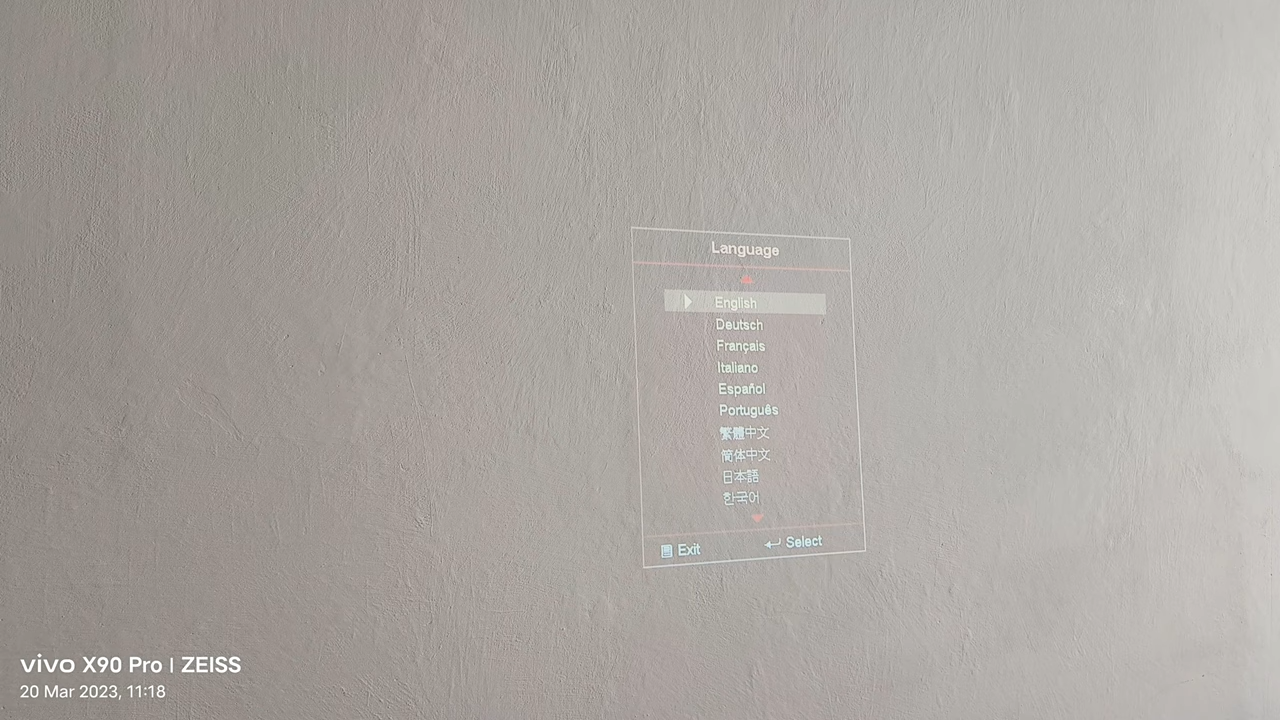 Language
English
Deutsch
Français
Italiano
Español
Português
繁體中文
简体中文
日本語
한국어
Exit
Select
vivo X90 Pro | ZEISS
20 Mar 2023, 11:18